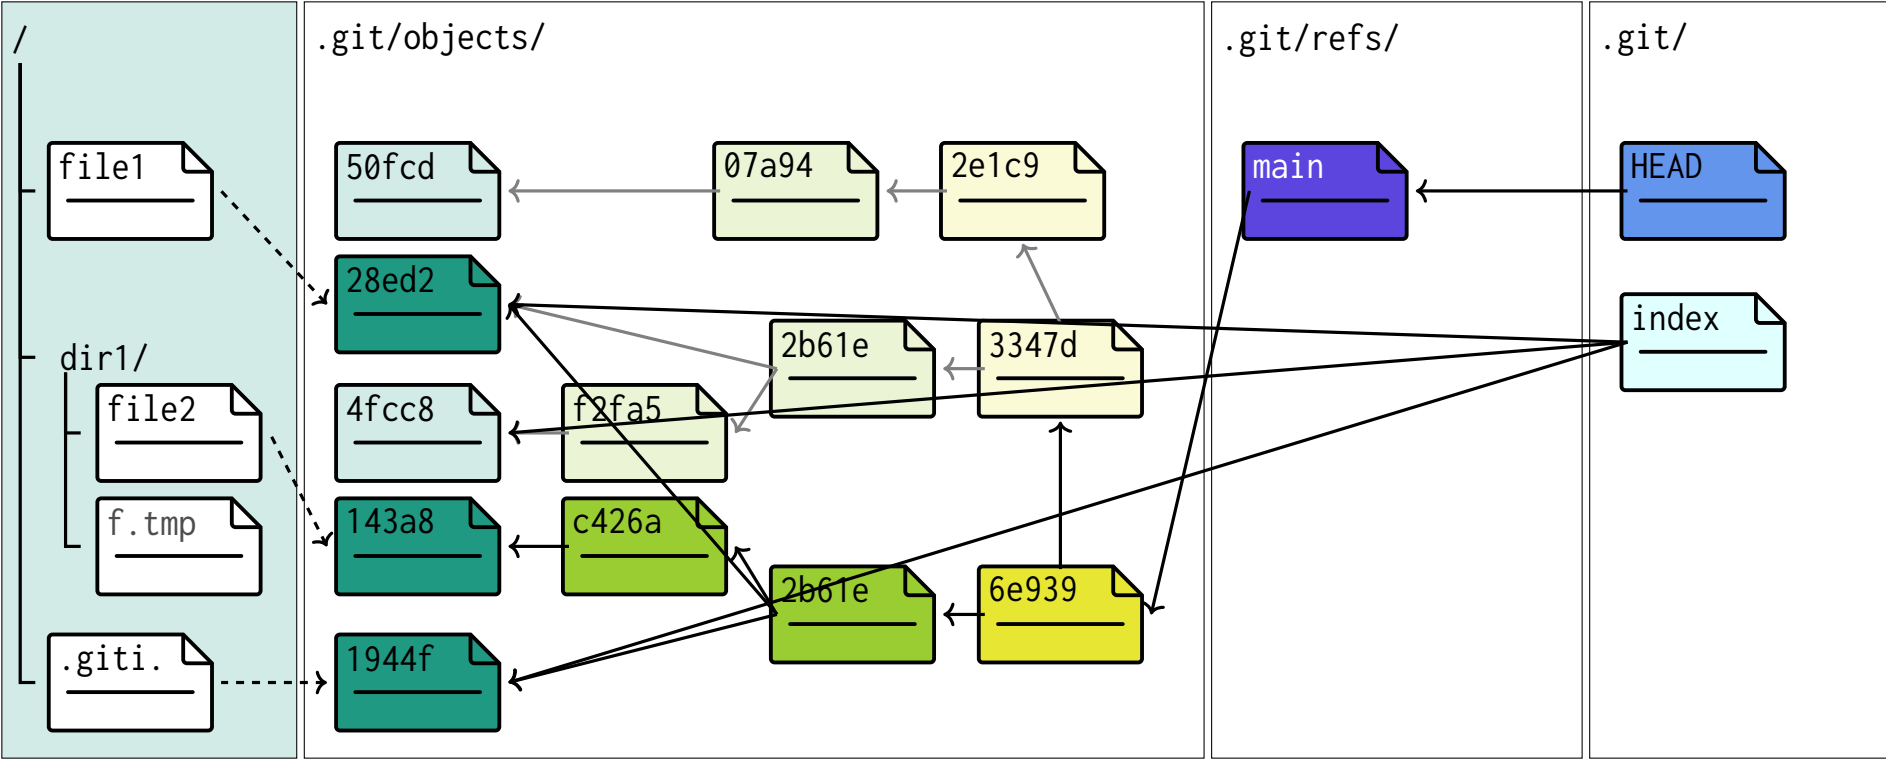 /
.git/objects/
.git/refs/
.git/
file1
50fcd
07a94
2e1c9
main
HEAD
28ed2
index
dir1/
2b61e
3347d
file2
4fcc8
f2fa5
f.tmp
143a8
c426a
2b61e
6e939
.giti.
1944f